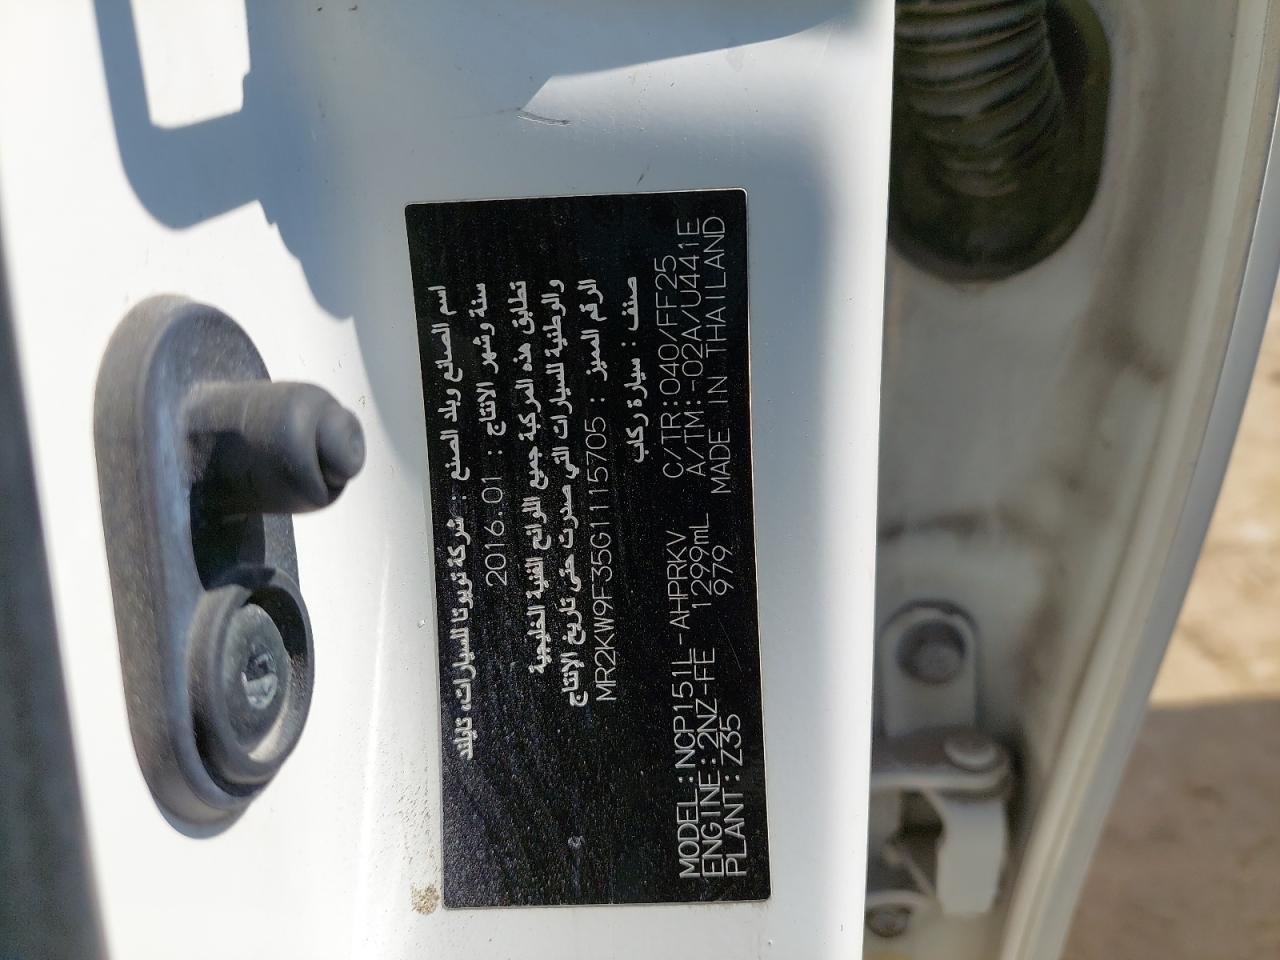 اسم الصانع وبلد الصنع : شركة تويوتا للسيارات، تايلند
سنة وشهر الانتاج : 2016.01
تطابق هذه المركبة جميع اللوائح الفنية الخليجية
والوطنية للسيارات التي صدرت حتى تاريخ الإنتاج
الرقم المميز : MR2KW9F35G1115705
صنف : سيارة ركاب
MODEL:NCP151L-AHPRKV C/TR:040/FF25
ENGINE:2NZ-FE 1299mL A/TM:-02A/U441E
PLANT:Z35 979 MADE IN THAILAND